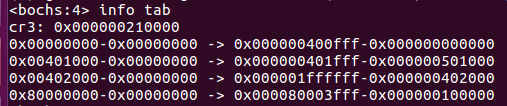 <bochs:4> info tab
cr3: 0x000000210000
0x00000000-0x00000000 -> 0x000000400fff-0x000000000000
0x00401000-0x00000000 -> 0x000000401fff-0x000000501000
0x00402000-0x00000000 -> 0x000001ffffff-0x000000402000
0x80000000-0x00000000 -> 0x000080003fff-0x000000100000